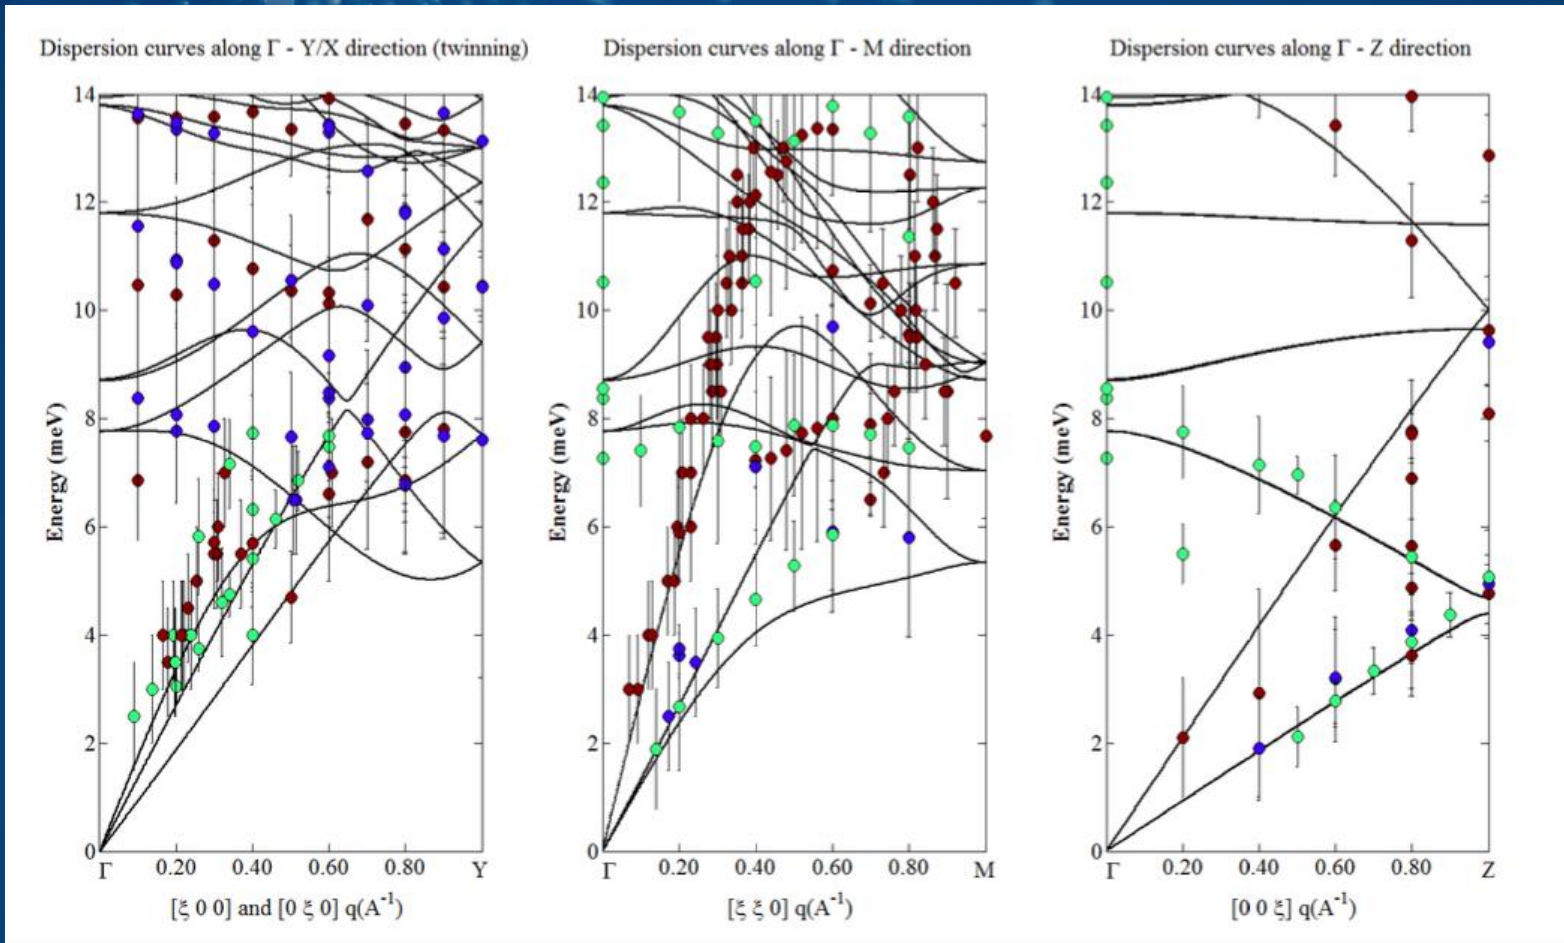 Dispersion curves along Γ - Y/X direction (twinning)
Energy (meV)
14
12
10
8
6
4
2
0
Γ 0.20 0.40 0.60 0.80 Y
[ξ 0 0] and [0 ξ 0] q(A⁻¹)
Dispersion curves along Γ - M direction
Energy (meV)
14
12
10
8
6
4
2
0
Γ 0.20 0.40 0.60 0.80 M
[ξ ξ 0] q(A⁻¹)
Dispersion curves along Γ - Z direction
Energy (meV)
14
12
10
8
6
4
2
0
Γ 0.20 0.40 0.60 0.80 Z
[0 0 ξ] q(A⁻¹)